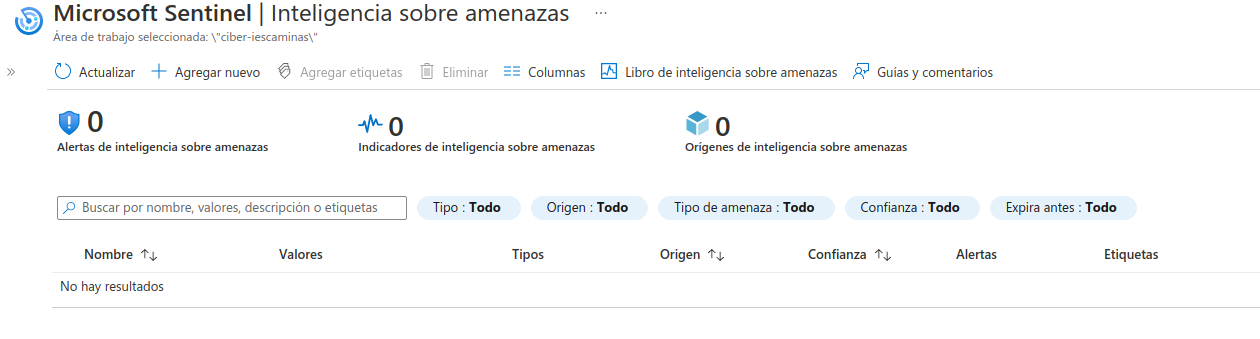 Microsoft Sentinel | Inteligencia sobre amenazas ...
Área de trabajo seleccionada: \"ciber-iescaminas\"
» Actualizar + Agregar nuevo Agregar etiquetas Eliminar Columnas Libro de inteligencia sobre amenazas Guías y comentarios
0 0 0
Alertas de inteligencia sobre amenazas Indicadores de inteligencia sobre amenazas Orígenes de inteligencia sobre amenazas
Buscar por nombre, valores, descripción o etiquetas Tipo : Todo Origen : Todo Tipo de amenaza : Todo Confianza : Todo Expira antes : Todo
Nombre ↑↓ Valores Tipos Origen ↑↓ Confianza ↑↓ Alertas Etiquetas
No hay resultados